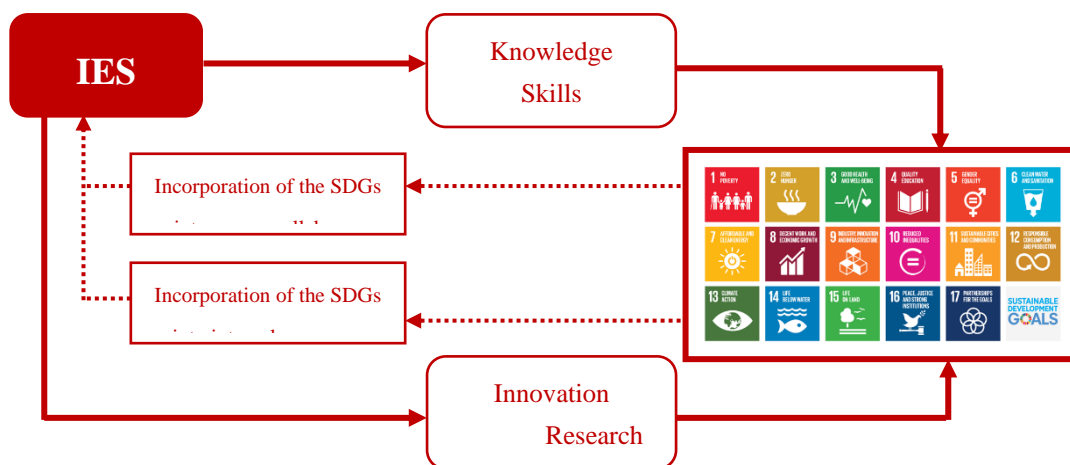 IES
Knowledge
Skills
Incorporation of the SDGs
Incorporation of the SDGs
Innovation
Research
1 NO
POVERTY
2 ZERO
HUNGER
3 GOOD HEALTH
AND WELL-BEING
4 QUALITY
EDUCATION
5 GENDER
EQUALITY
6 CLEAN WATER
AND SANITATION
7 AFFORDABLE AND
CLEAN ENERGY
8 DECENT WORK AND
ECONOMIC GROWTH
9 INDUSTRY, INNOVATION
AND INFRASTRUCTURE
10 REDUCED
INEQUALITIES
11 SUSTAINABLE CITIES
AND COMMUNITIES
12 RESPONSIBLE
CONSUMPTION
AND PRODUCTION
13 CLIMATE
ACTION
14 LIFE
BELOW WATER
15 LIFE
ON LAND
16 PEACE, JUSTICE
AND STRONG
INSTITUTIONS
17 PARTNERSHIPS
FOR THE GOALS
SUSTAINABLE
DEVELOPMENT
GOALS